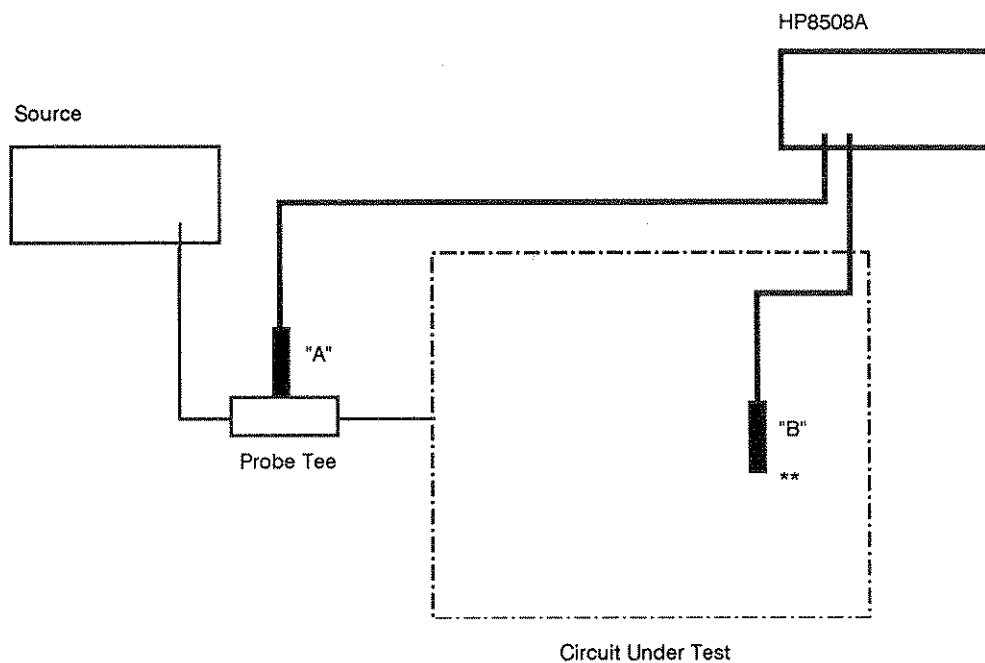 HP8508A
Source
"A"
Probe Tee
"B"
**
Circuit Under Test